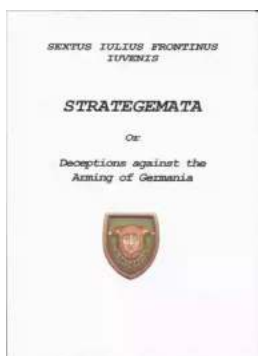 SEXTUS IULIUS FRONTINUS
IUVENIS
STRATEGEMATA
Or
Deceptions against the
Arming of Germania